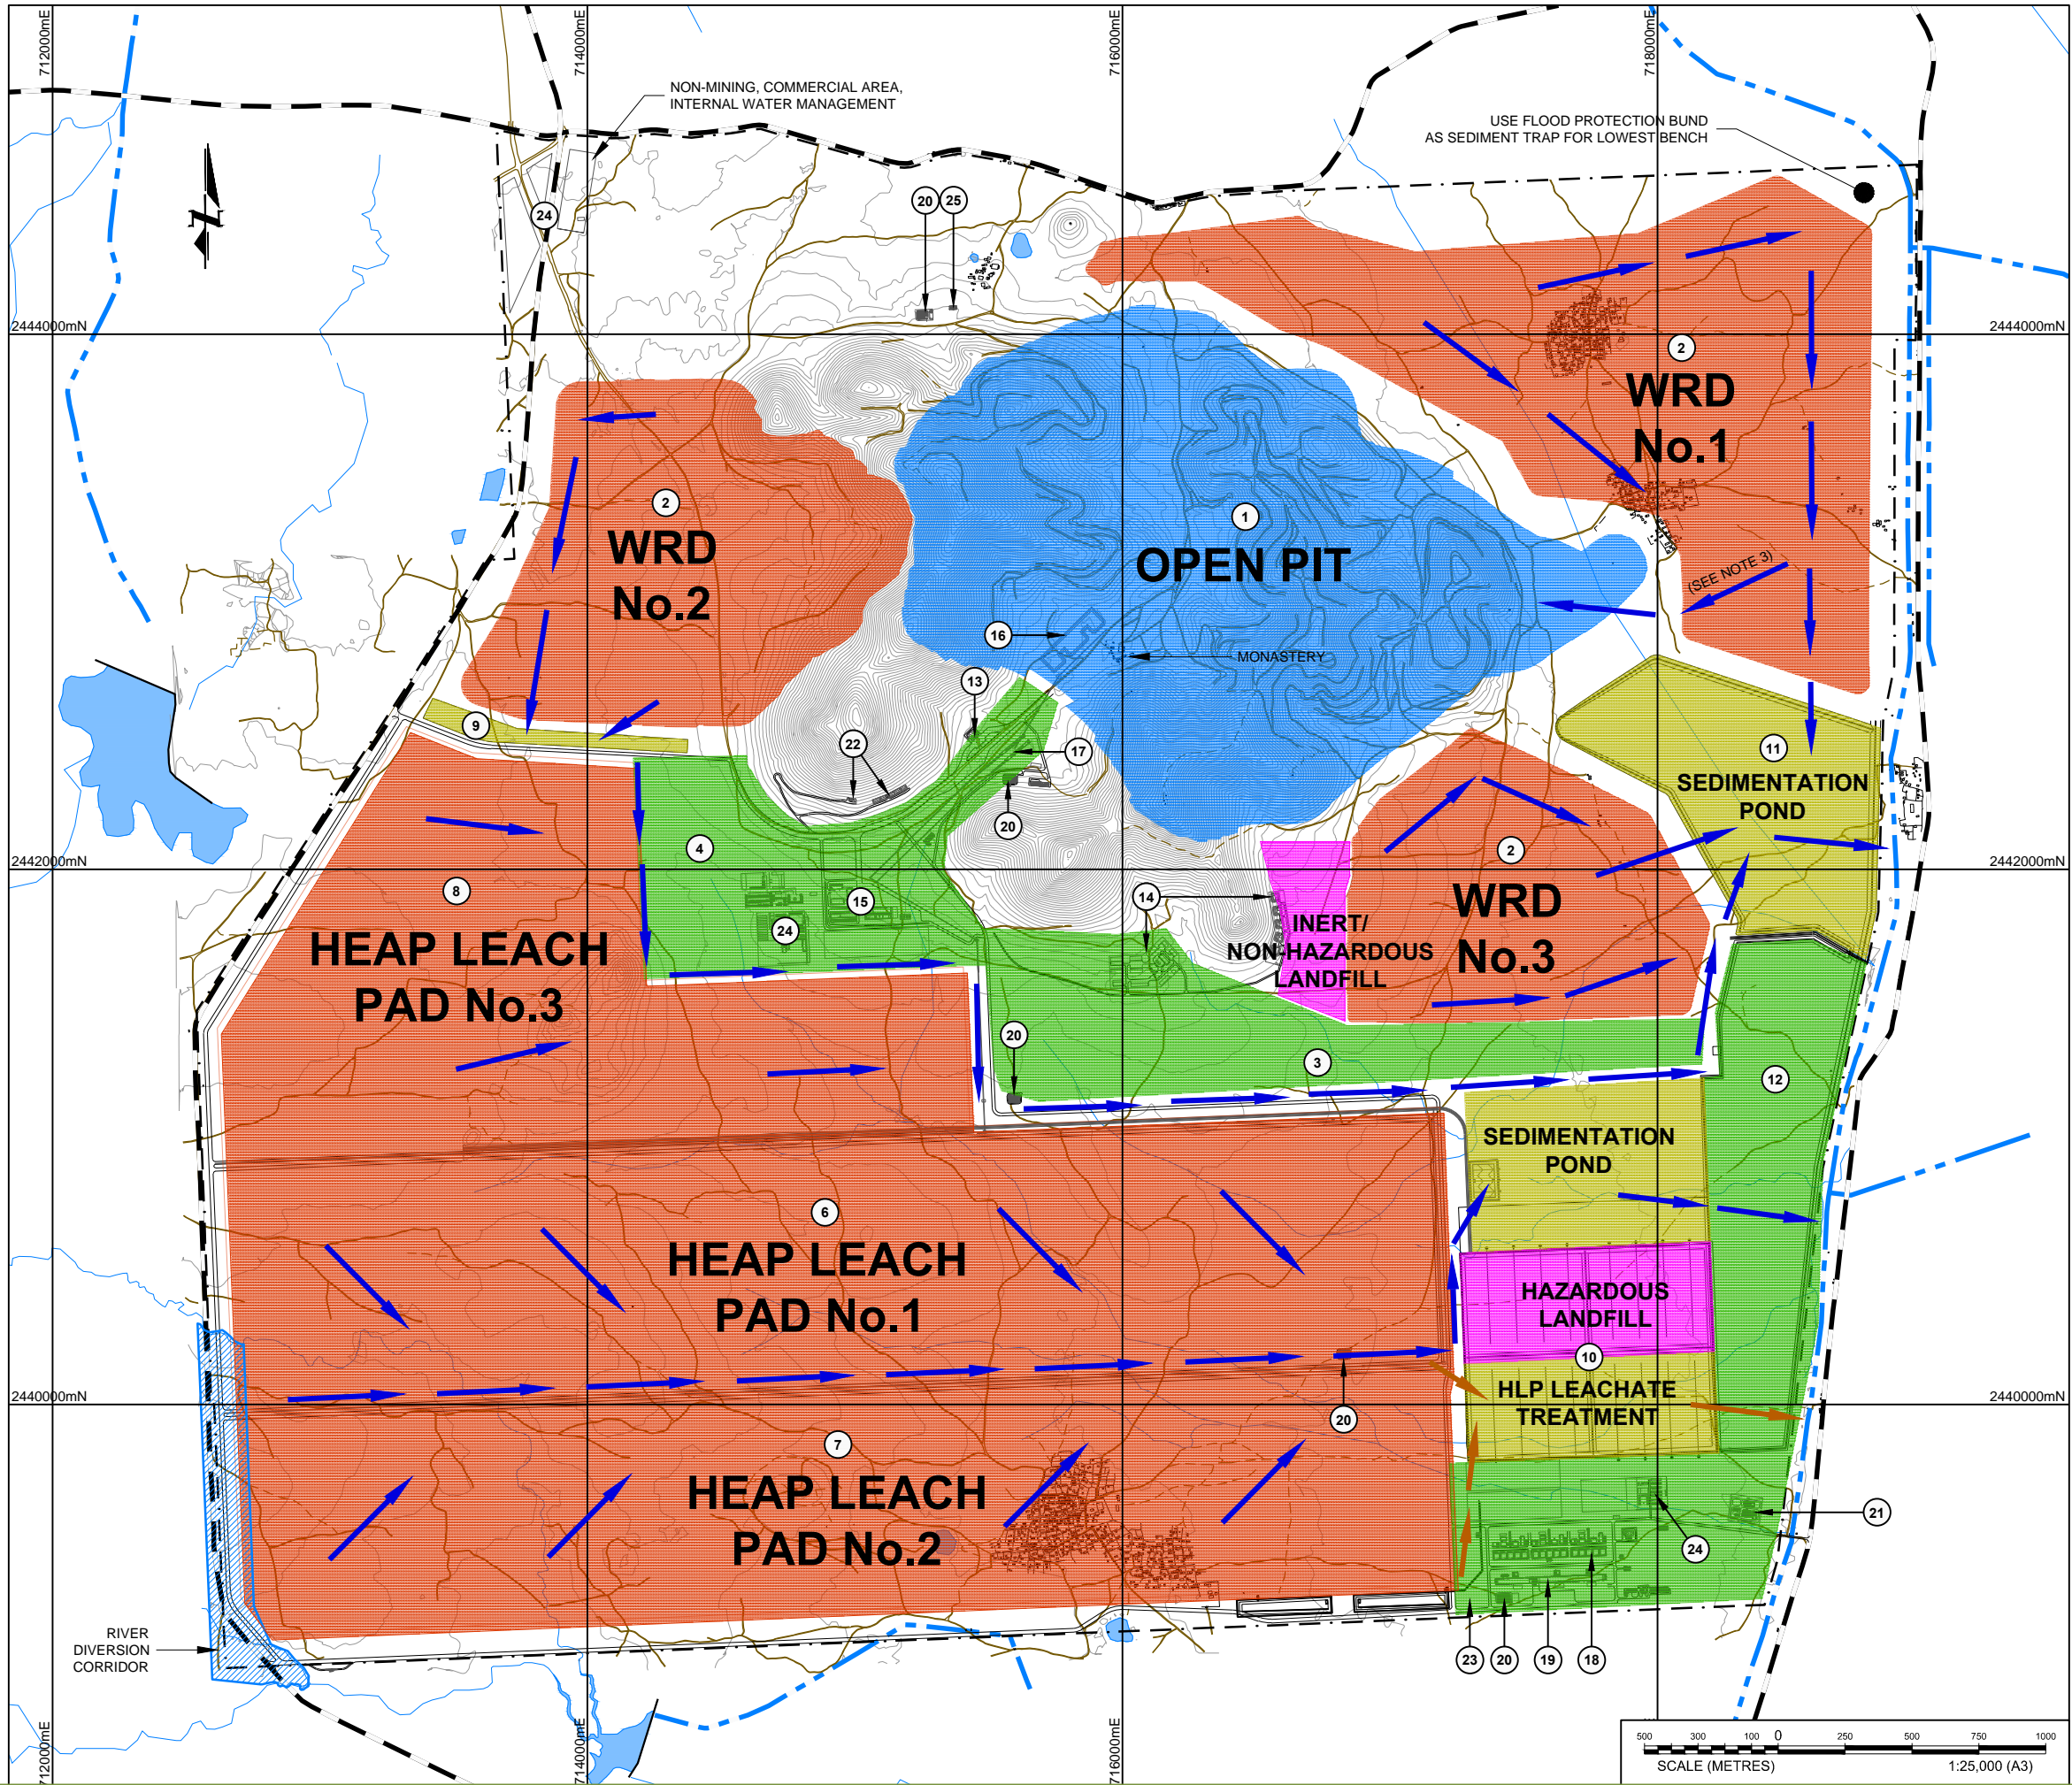 712000mE
714000mE
716000mE
718000mE
NON-MINING, COMMERCIAL AREA,
INTERNAL WATER MANAGEMENT
USE FLOOD PROTECTION BUND
AS SEDIMENT TRAP FOR LOWEST BENCH
N
24
20
25
2444000mN
2444000mN
2
WRD
No.1
2
WRD
No.2
1
OPEN PIT
(SEE NOTE 3)
16
MONASTERY
13
9
22
17
20
11
SEDIMENTATION
POND
4
2
2442000mN
2442000mN
8
15
14
WRD
No.3
24
INERT/
NON-HAZARDOUS
LANDFILL
HEAP LEACH
PAD No.3
20
3
12
SEDIMENTATION
POND
6
HEAP LEACH
PAD No.1
HAZARDOUS
LANDFILL
10
HLP LEACHATE
TREATMENT
2440000mN
2440000mN
20
7
HEAP LEACH
PAD No.2
21
24
RIVER
DIVERSION
CORRIDOR
23
20
19
18
712000mE
714000mE
716000mE
500
300
100
0
250
500
750
1000
SCALE (METRES)
1:25,000 (A3)